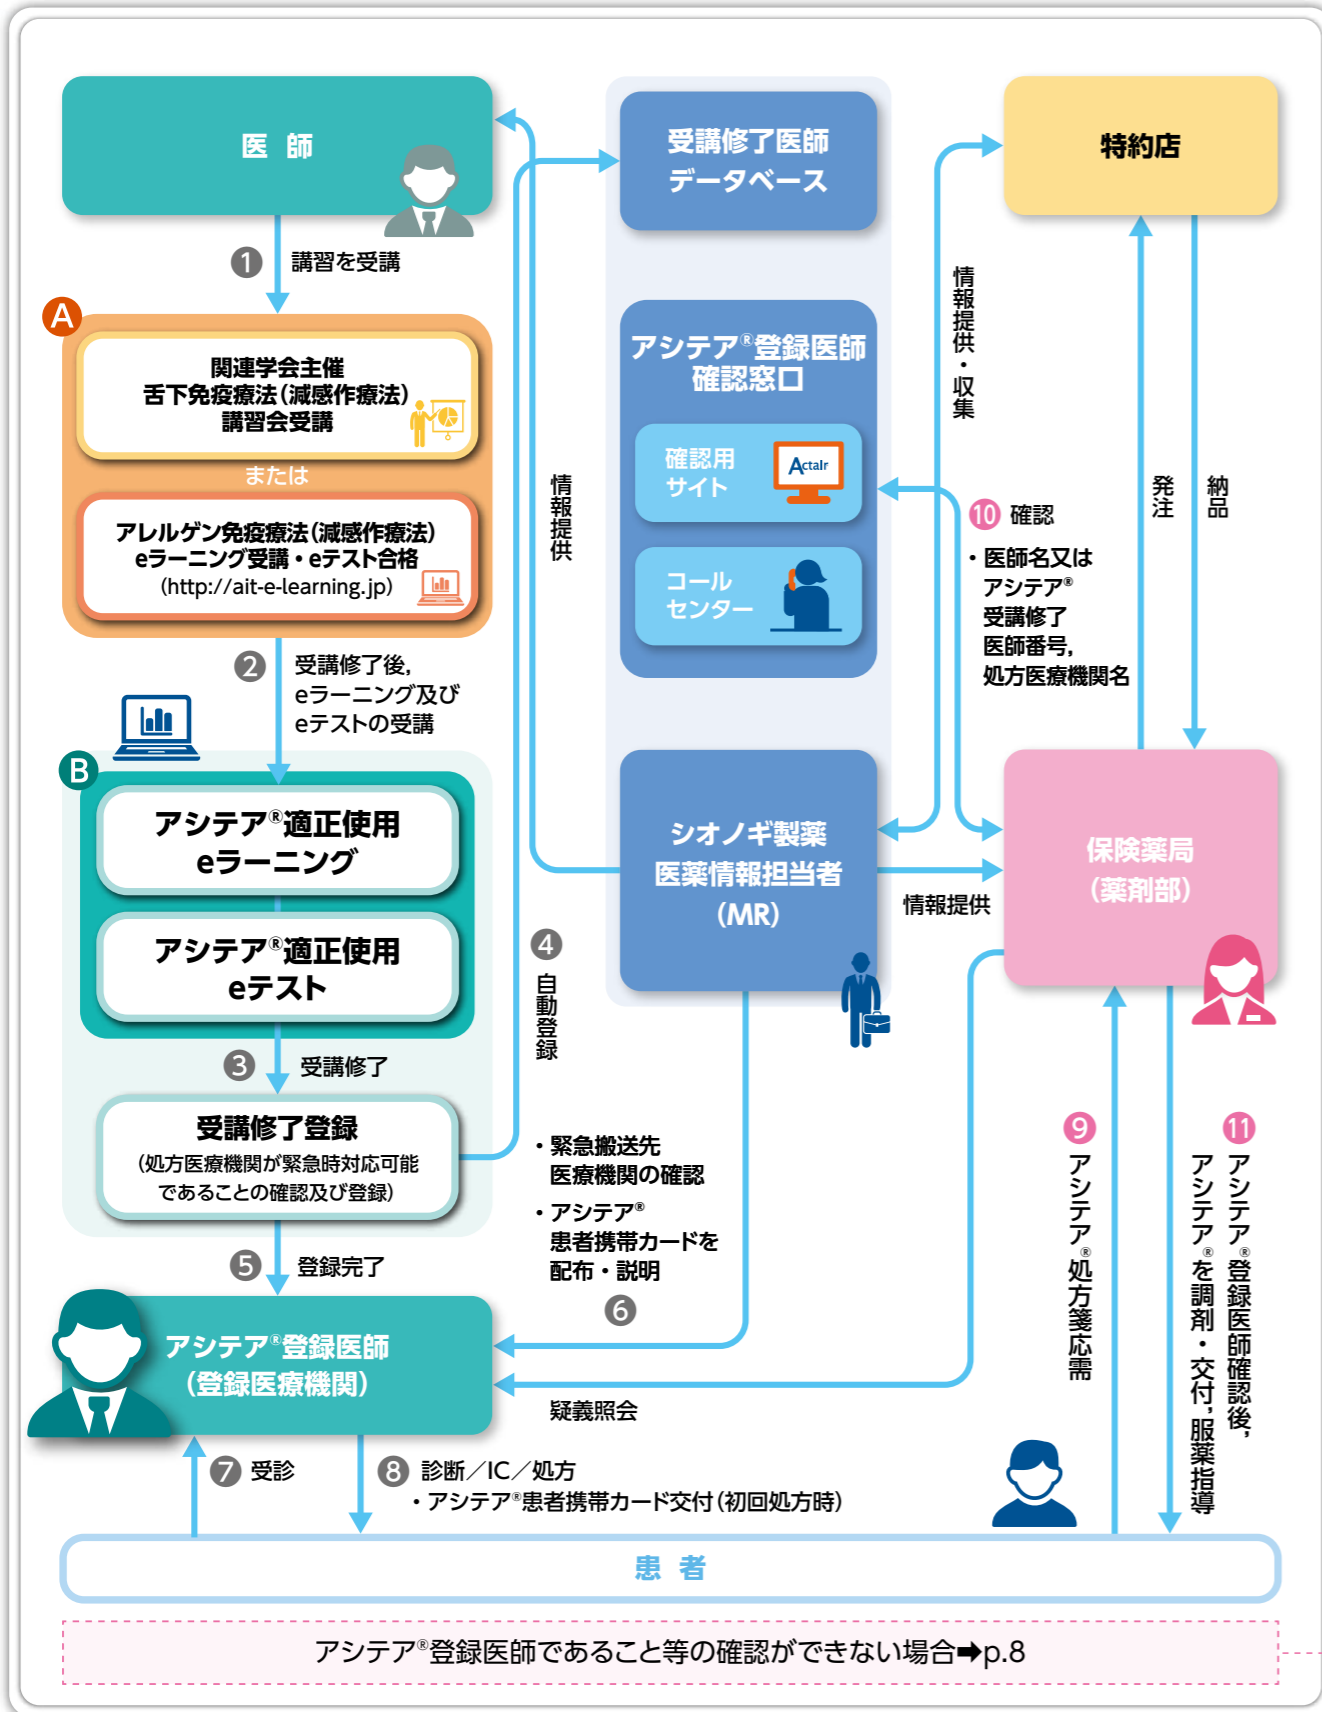 医 師
① 講習を受講
A
関連学会主催
舌下免疫療法(減感作療法)
講習会受講
または
アレルゲン免疫療法(減感作療法)
eラーニング受講・eテスト合格
(http://ait-e-learning.jp)
② 受講修了後,
eラーニング及び
eテストの受講
B
アシテア®適正使用
eラーニング
アシテア®適正使用
eテスト
③ 受講修了
受講修了登録
(処方医療機関が緊急時対応可能
であることの確認及び登録)
④ 自動登録
⑤ 登録完了
アシテア®登録医師
(登録医療機関)
受講修了医師
データベース
アシテア®登録医師
確認窓口
確認用
サイト
Actair
コール
センター
情報提供
シオノギ製薬
医薬情報担当者
(MR)
情報提供
・緊急搬送先
医療機関の確認
・アシテア®
患者携帯カードを
配布・説明
⑥
疑義照会
特約店
情報提供・収集
発注
納品
⑩ 確認
・医師名又は
アシテア®
受講修了
医師番号,
処方医療機関名
保険薬局
(薬剤部)
⑦ 受診
⑧ 診断/IC/処方
・アシテア®患者携帯カード交付(初回処方時)
⑨ アシテア®処方箋応需
⑪ アシテア®登録医師確認後,
アシテア®を調剤・交付,服薬指導
患 者
アシテア®登録医師であること等の確認ができない場合➡p.8